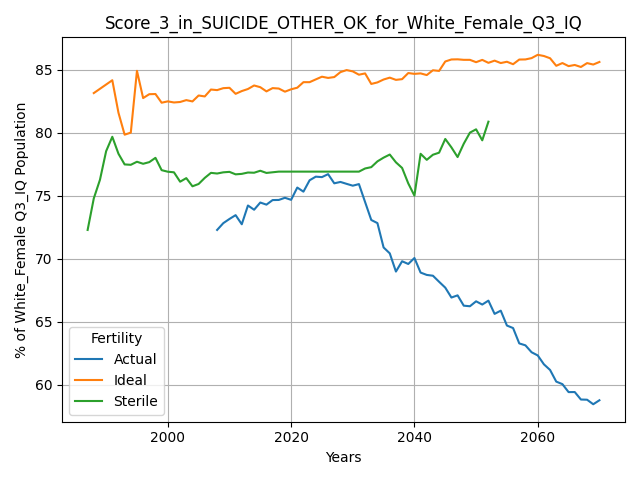 Score_3_in_SUICIDE_OTHER_OK_for_White_Female_Q3_IQ
% of White_Female Q3_IQ Population
85
80
75
70
65
60
Fertility
Actual
Ideal
Sterile
2000
2020
2040
2060
Years